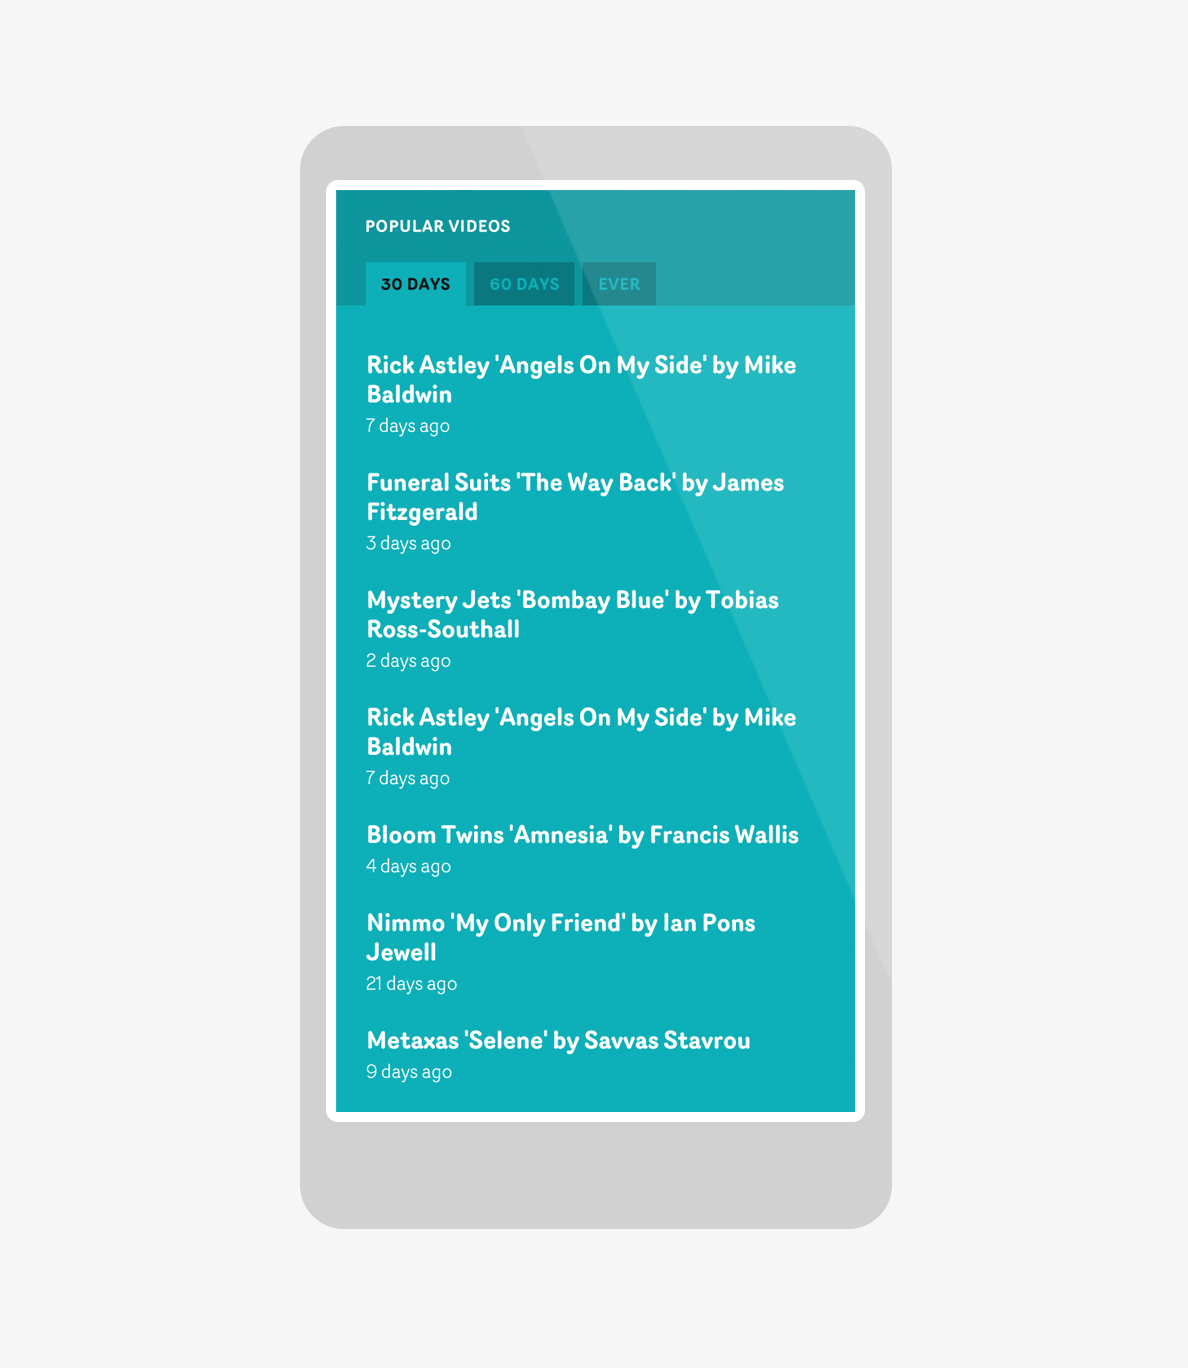 POPULAR VIDEOS
30 DAYS 60 DAYS EVER
Rick Astley 'Angels On My Side' by Mike
Baldwin
7 days ago
Funeral Suits 'The Way Back' by James
Fitzgerald
3 days ago
Mystery Jets 'Bombay Blue' by Tobias
Ross-Southall
2 days ago
Rick Astley 'Angels On My Side' by Mike
Baldwin
7 days ago
Bloom Twins 'Amnesia' by Francis Wallis
4 days ago
Nimmo 'My Only Friend' by Ian Pons
Jewell
21 days ago
Metaxas 'Selene' by Savvas Stavrou
9 days ago